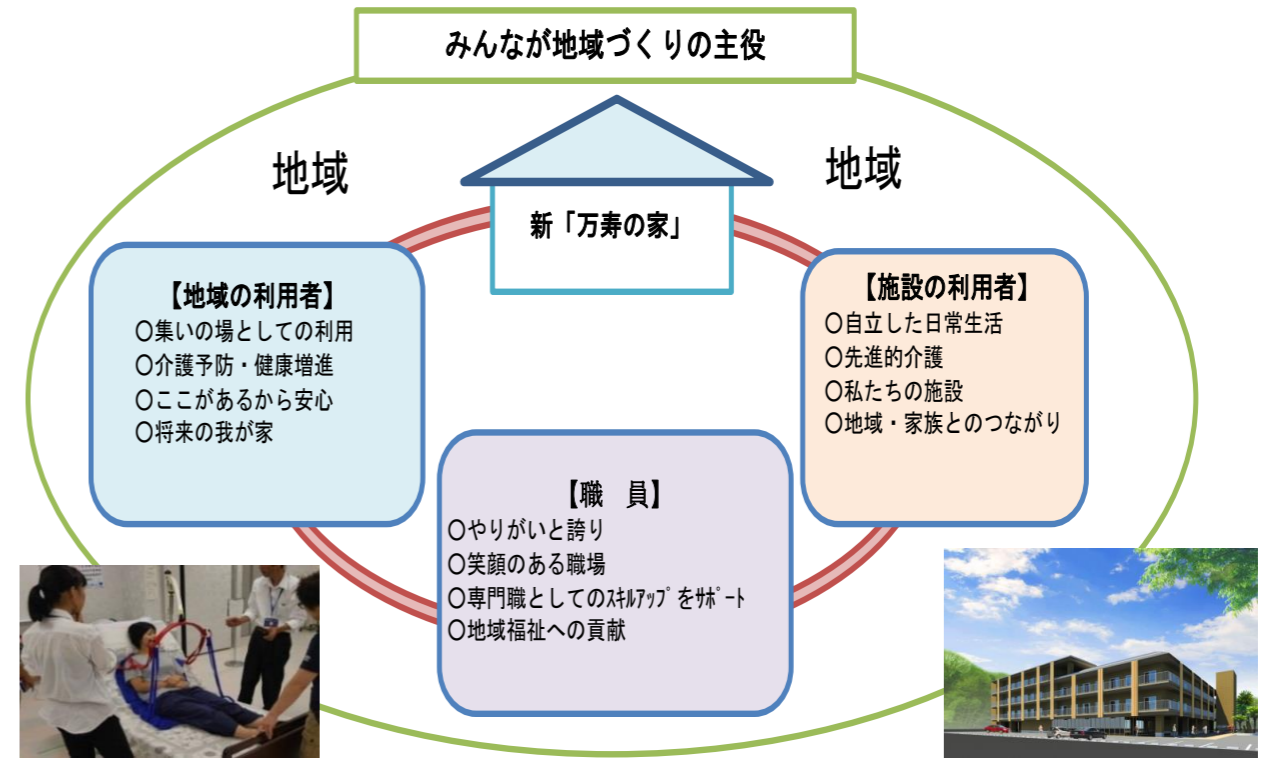 みんなが地域づくりの主役
地域
地域
新「万寿の家」
【地域の利用者】
○集いの場としての利用
○介護予防・健康増進
○ここがあるから安心
○将来の我が家
【施設の利用者】
○自立した日常生活
○先進的介護
○私たちの施設
○地域・家族とのつながり
【職　員】
○やりがいと誇り
○笑顔のある職場
○専門職としてのｽｷﾙｱｯﾌﾟをｻﾎﾟｰﾄ
○地域福祉への貢献